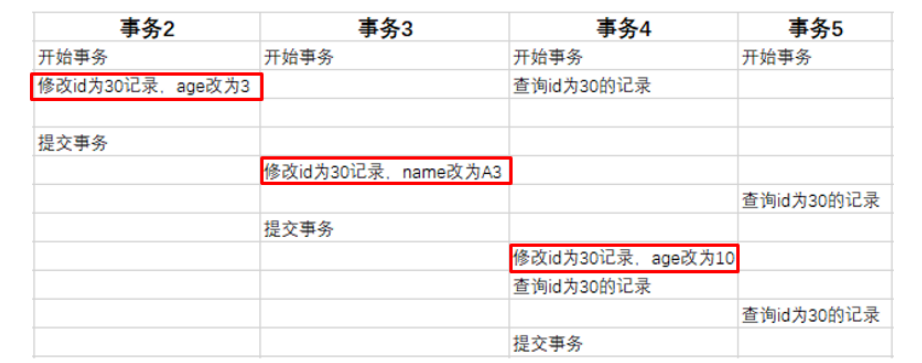 事务2 事务3 事务4 事务5
开始事务 开始事务 开始事务 开始事务
修改id为30记录，age改为3 查询id为30的记录
提交事务
修改id为30记录，name改为A3
查询id为30的记录
提交事务
修改id为30记录，age改为10
查询id为30的记录
查询id为30的记录
提交事务